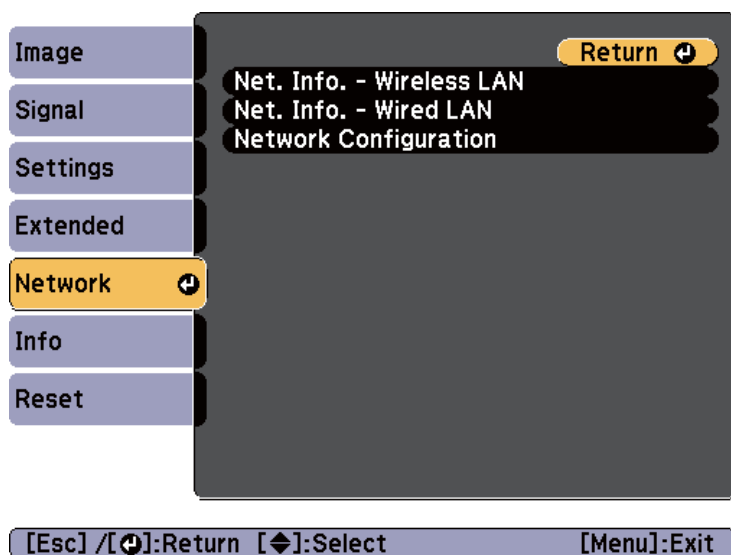 Image
Signal
Settings
Extended
Network
Info
Reset
Return
Net. Info. - Wireless LAN
Net. Info. - Wired LAN
Network Configuration
[Esc] /[⏎]:Return [◆]:Select [Menu]:Exit